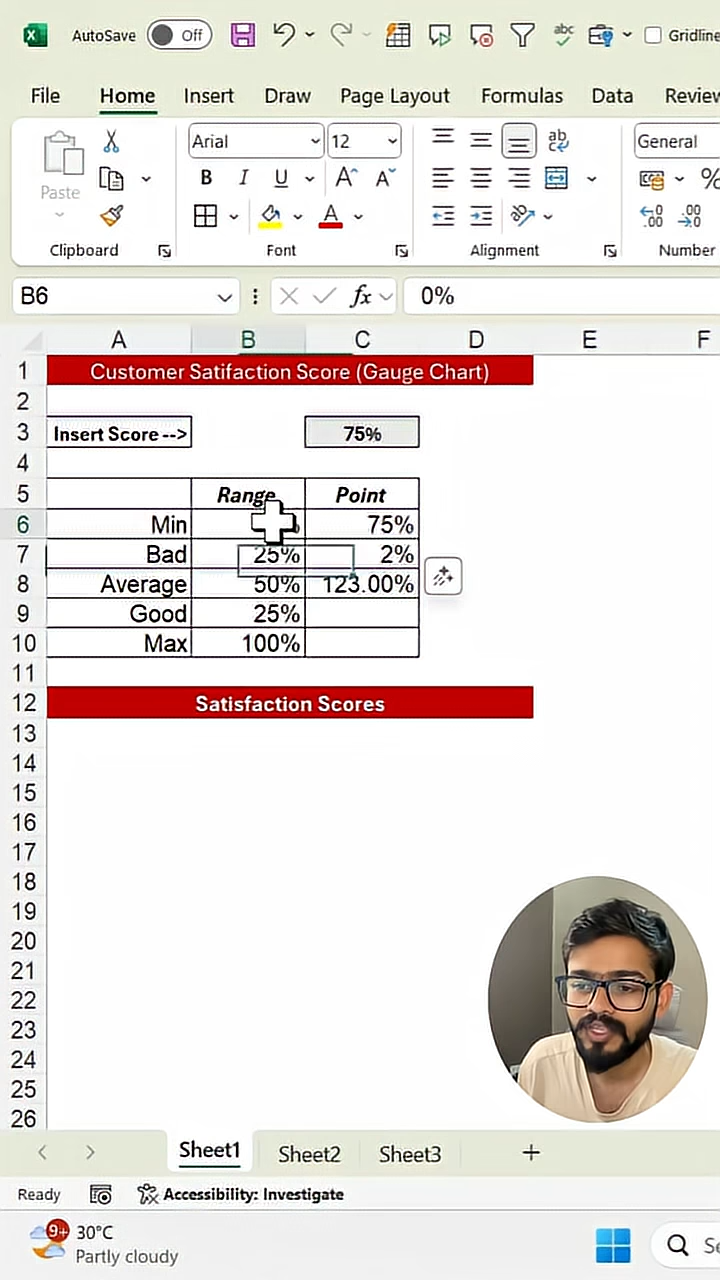 AutoSave Off abc Gridline
File Home Insert Draw Page Layout Formulas Data Review
Paste
Arial 12 ab General
B I U A A %
A .00 .00
Clipboard Font Alignment Number
B6 fx 0%
A B C D E F
1 Customer Satifaction Score (Gauge Chart)
2
3 Insert Score --> 75%
4
5 Range Point
6 Min 75%
7 Bad 25% 2%
8 Average 50% 123.00%
9 Good 25%
10 Max 100%
11
12 Satisfaction Scores
13
14
15
16
17
18
19
20
21
22
23
24
25
26
Sheet1 Sheet2 Sheet3 +
Ready Accessibility: Investigate
9+ 30°C
Partly cloudy